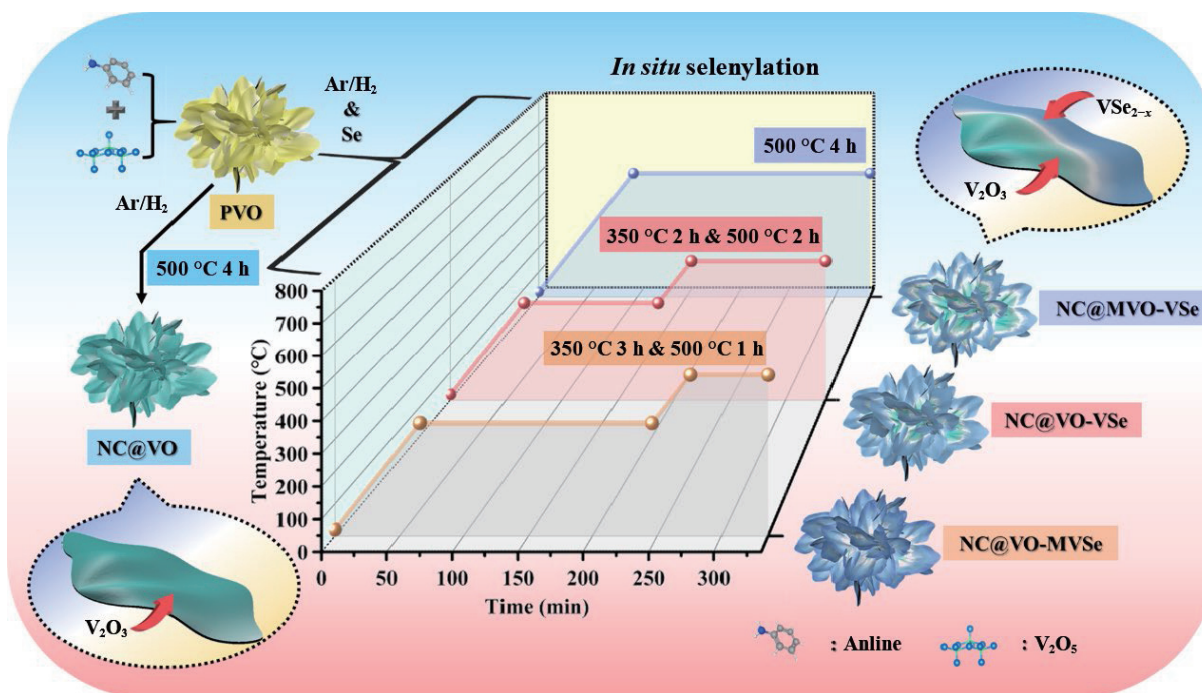 In situ selenylation
Ar/H₂
&
Se
PVO
Ar/H₂
500 °C 4 h
NC@VO
V₂O₃
VSe₂₋ₓ
V₂O₃
500 °C 4 h
350 °C 2 h & 500 °C 2 h
350 °C 3 h & 500 °C 1 h
Temperature (°C)
800
700
600
500
400
300
200
100
0
0 50 100 150 200 250 300
Time (min)
NC@MVO-VSe
NC@VO-VSe
NC@VO-MVSe
: Anline
: V₂O₅